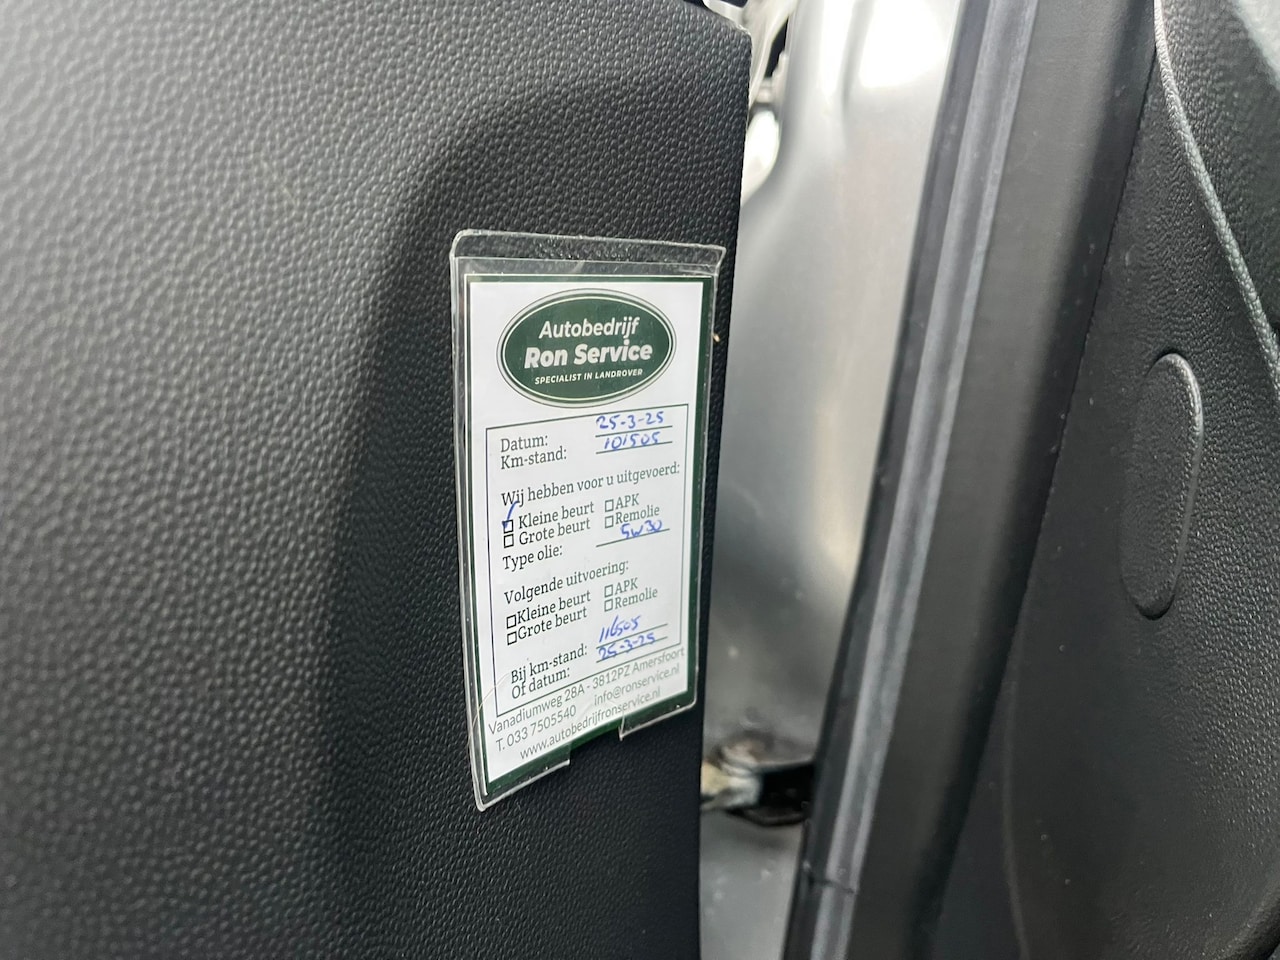 Autobedrijf
Ron Service
SPECIALIST IN LANDROVER
Datum: 25-3-25
Km-stand: 101505
Wij hebben voor u uitgevoerd:
Kleine beurt APK
Grote beurt Remolie
Type olie: 5W30
Volgende uitvoering:
Kleine beurt APK
Grote beurt Remolie
Bij km-stand: 116505
Of datum: 25-3-25
Vanadiumweg 28A - 3812PZ Amersfoort
T. 033 7505540 info@ronservice.nl
www.autobedrijfronservice.nl